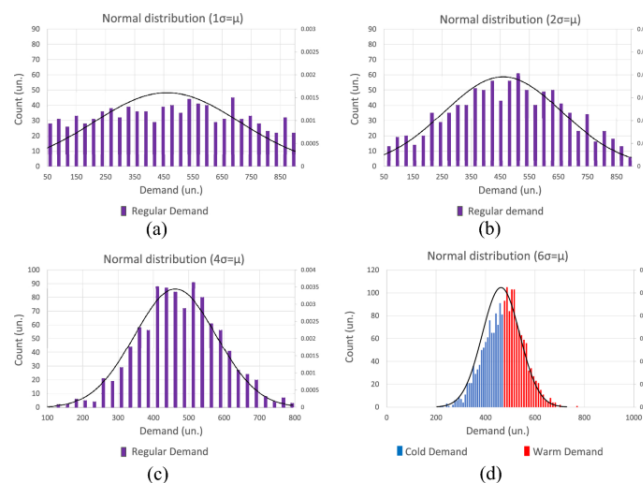 Normal distribution (1σ=μ)
90
80
70
60
50
40
30
20
10
0
Count (un.)
0.003
0.0025
0.002
0.0015
0.001
0.0005
0
50 150 250 350 450 550 650 750 850
Demand (un.)
Regular Demand
(a)
Normal distribution (2σ=μ)
90
80
70
60
50
40
30
20
10
0
Count (un.)
50 150 250 350 450 550 650 750 850
Demand (un.)
Regular demand
(b)
Normal distribution (4σ=μ)
100
90
80
70
60
50
40
30
20
10
0
Count (un.)
0.004
0.0035
0.003
0.0025
0.002
0.0015
0.001
0.0005
0
100 200 300 400 500 600 700 800
Demand (un.)
Regular Demand
(c)
Normal distribution (6σ=μ)
120
100
80
60
40
20
0
Count (un.)
0 200 400 600 800 1000
Demand (un.)
Cold Demand Warm Demand
(d)